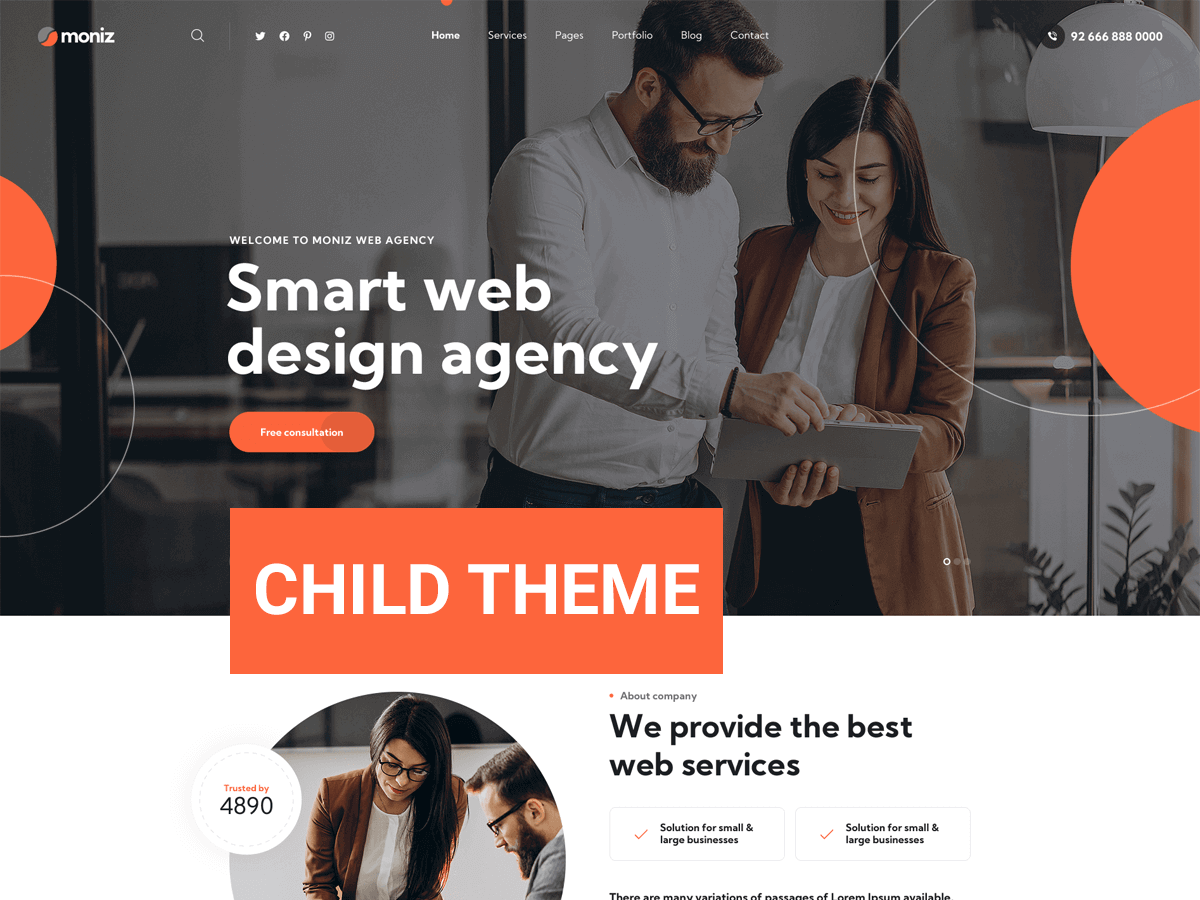 moniz
Home Services Pages Portfolio Blog Contact
92 666 888 0000
WELCOME TO MONIZ WEB AGENCY
Smart web
design agency
Free consultation
CHILD THEME
About company
We provide the best
web services
Trusted by
4890
Solution for small &
large businesses
Solution for small &
large businesses
There are many variations of passages of Lorem Ipsum available,